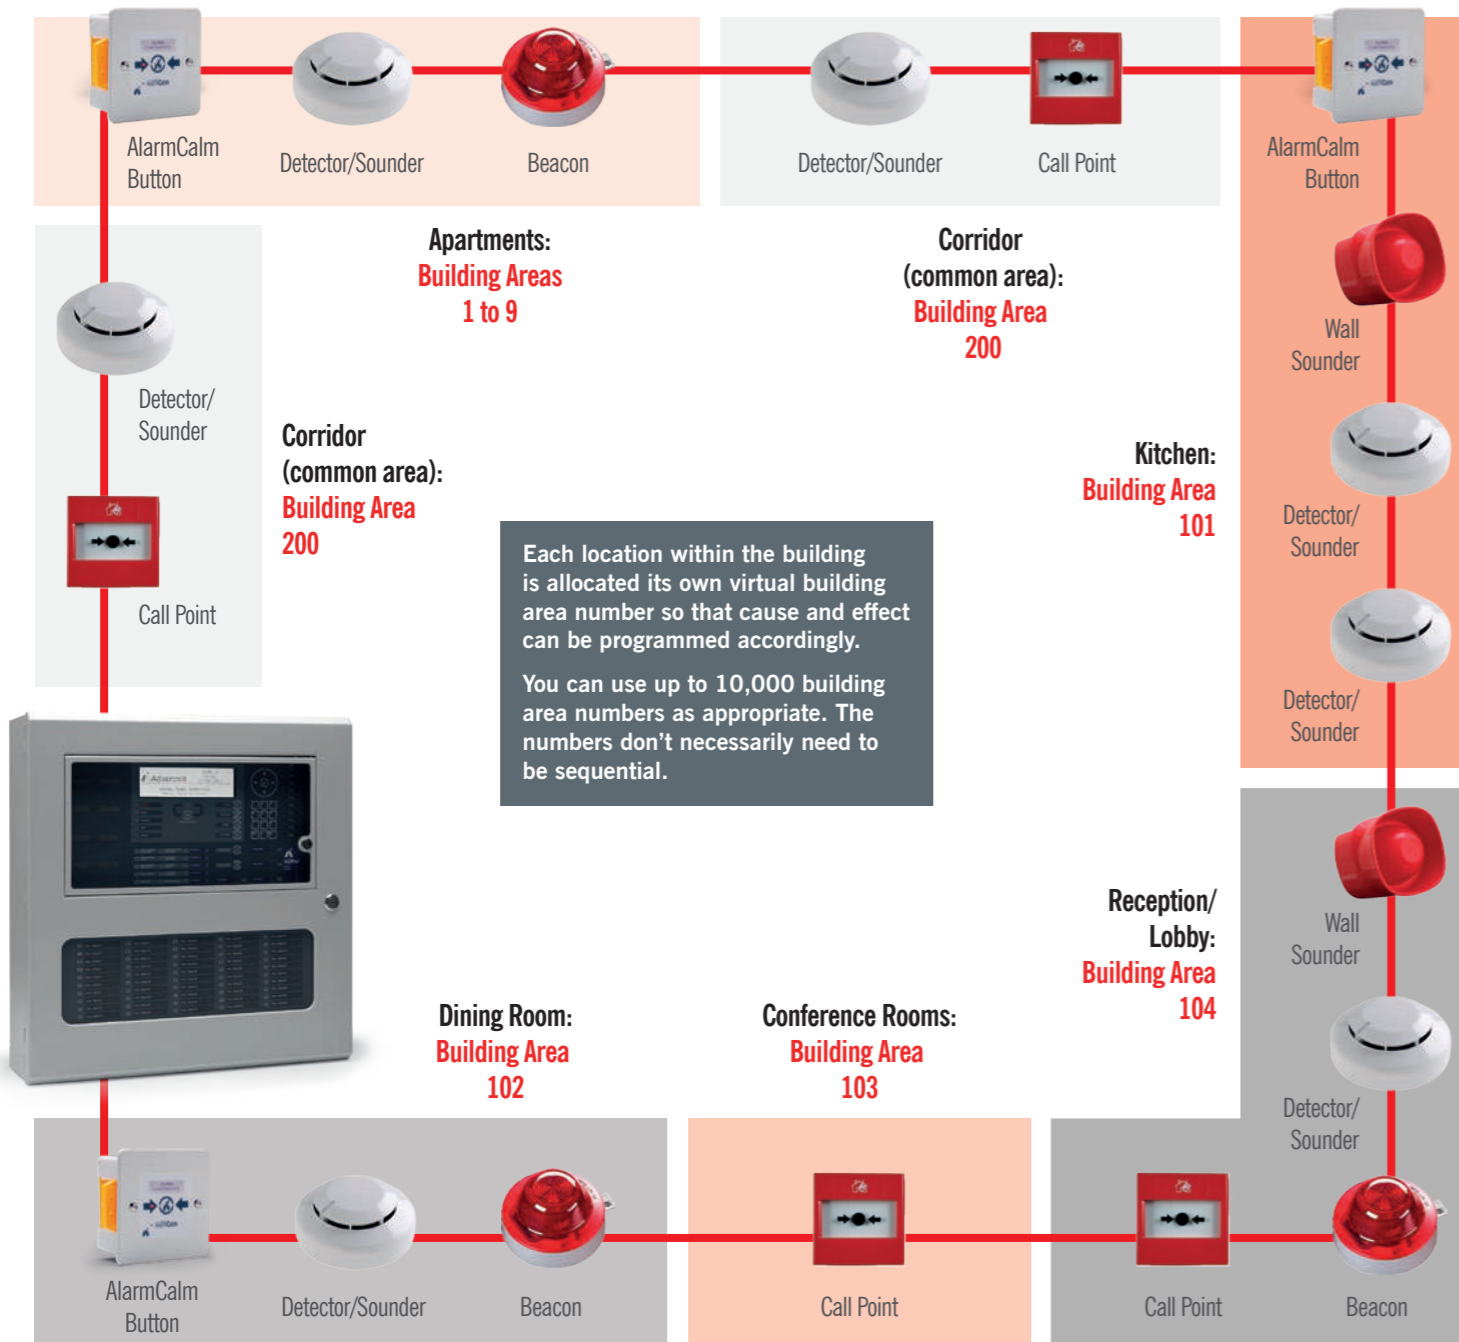 AlarmCalm
Button
Detector/Sounder
Beacon
Detector/Sounder
Call Point
AlarmCalm
Button
Apartments:
Building Areas
1 to 9
Corridor
(common area):
Building Area
200
Wall
Sounder
Detector/
Sounder
Corridor
(common area):
Building Area
200
Kitchen:
Building Area
101
Detector/
Sounder
Call Point
Each location within the building
is allocated its own virtual building
area number so that cause and effect
can be programmed accordingly.
You can use up to 10,000 building
area numbers as appropriate. The
numbers don't necessarily need to
be sequential.
Detector/
Sounder
Advanced
Reception/
Lobby:
Building Area
104
Wall
Sounder
Dining Room:
Building Area
102
Conference Rooms:
Building Area
103
Detector/
Sounder
AlarmCalm
Button
Detector/Sounder
Beacon
Call Point
Call Point
Beacon